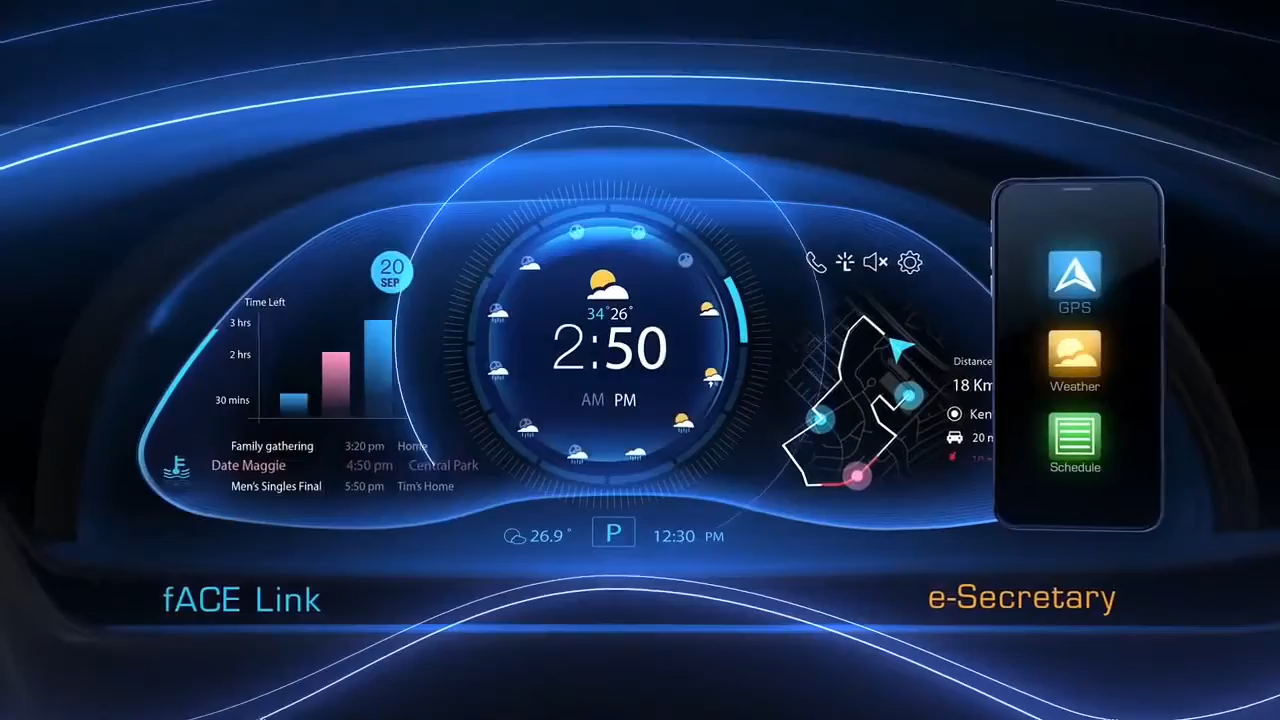 20
SEP
Time Left
3 hrs
2 hrs
30 mins
Family gathering 3:20 pm Home
Date Maggie 4:50 pm Central Park
Men's Singles Final 5:50 pm Tim's Home
34° 26°
2:50
AM PM
Distance
18 Km
Ken
20
26.9°
P
12:30 PM
GPS
Weather
Schedule
fACE Link
e-Secretary